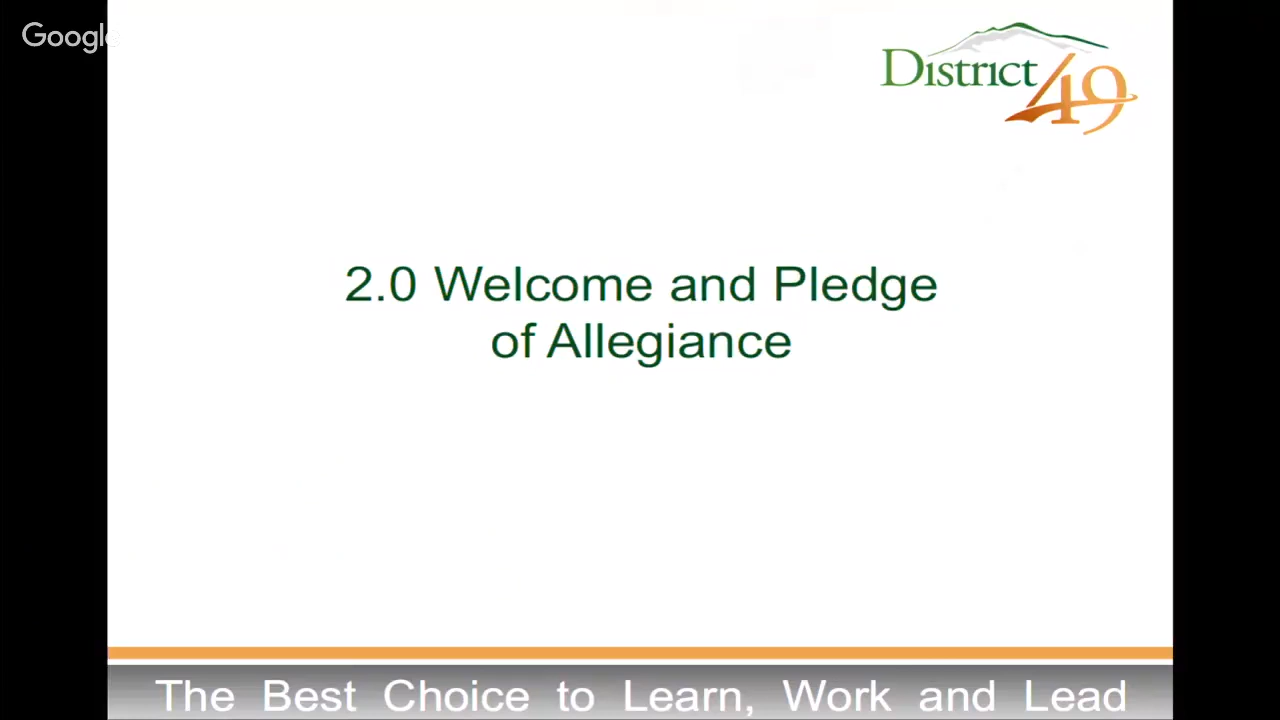 Google
District 49
2.0 Welcome and Pledge
of Allegiance
The Best Choice to Learn, Work and Lead